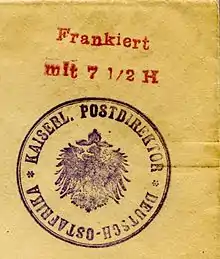 Frankiert
mit 7 1/2 H
* KAISERL. POSTDIREKTOR *
DEUTSCH-OSTAFRIKA